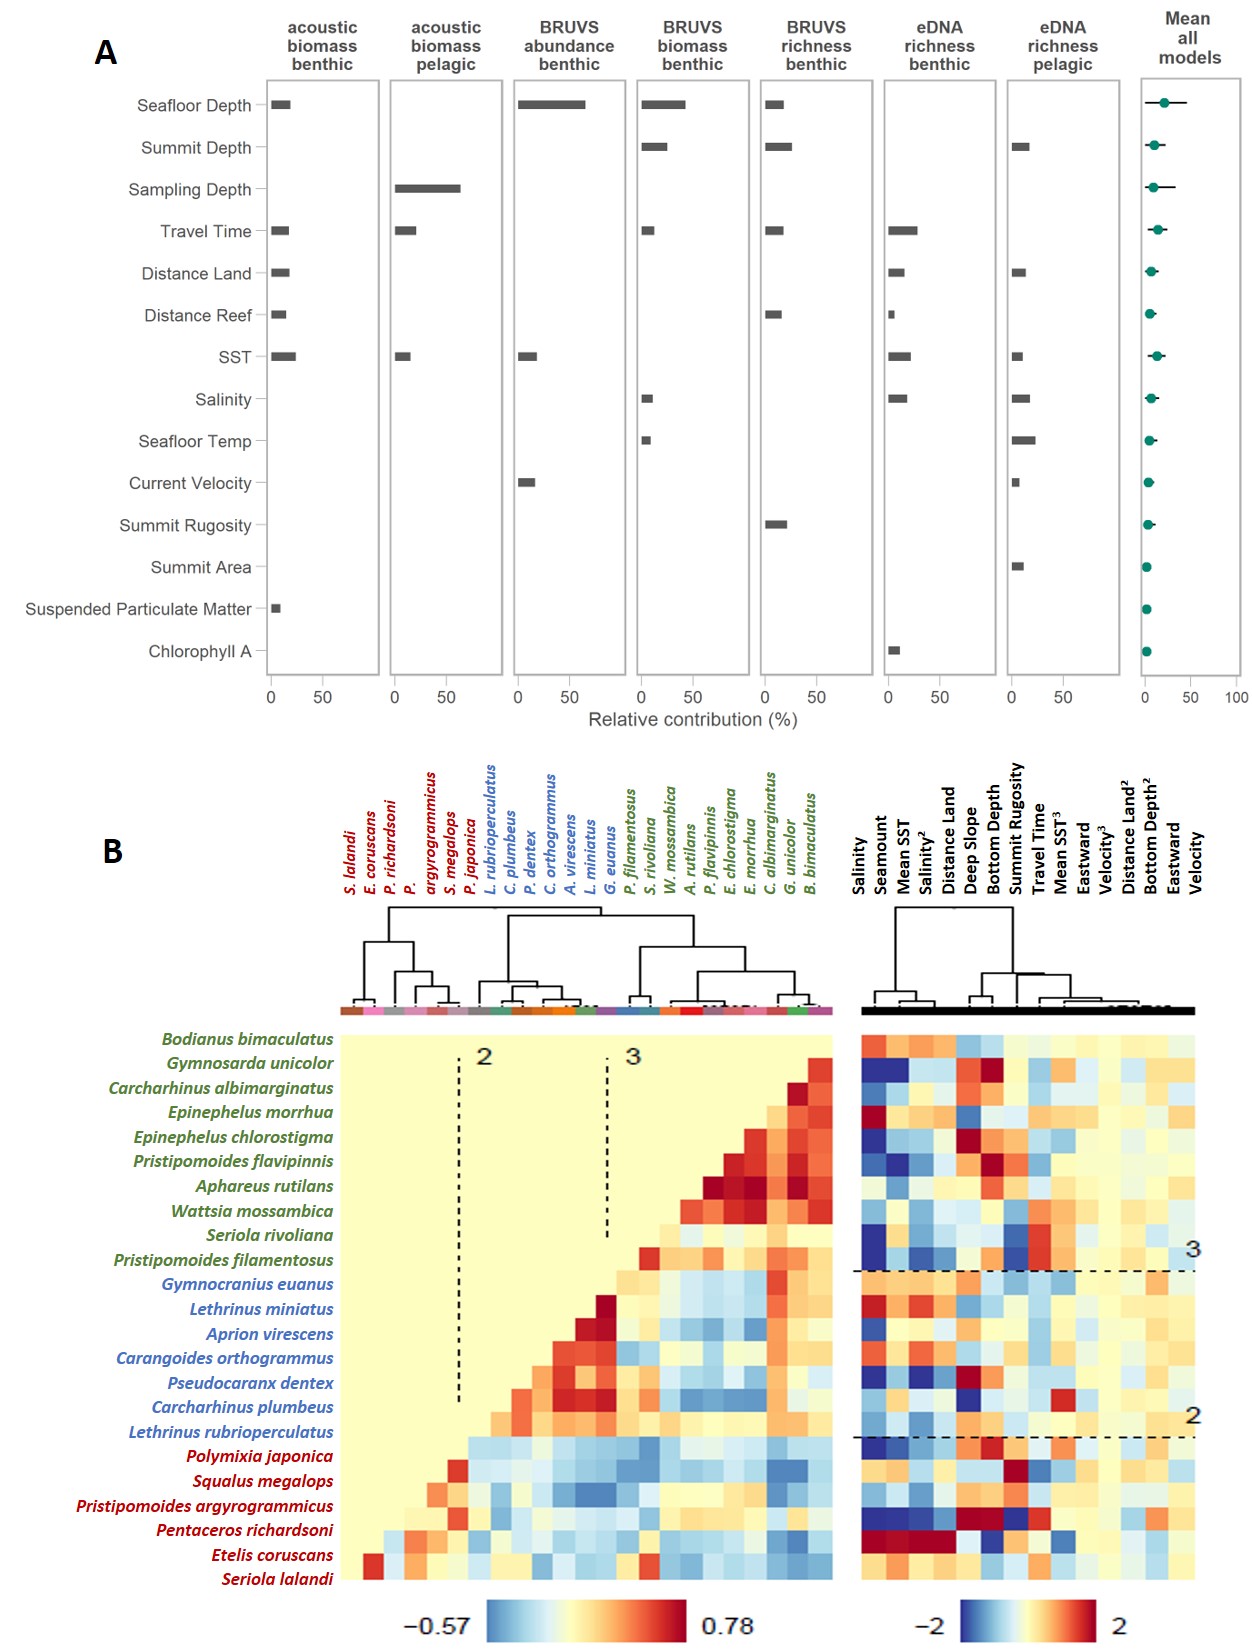 A
acoustic biomass benthic
acoustic biomass pelagic
BRUVS abundance benthic
BRUVS biomass benthic
BRUVS richness benthic
eDNA richness benthic
eDNA richness pelagic
Mean all models
Seafloor Depth
Summit Depth
Sampling Depth
Travel Time
Distance Land
Distance Reef
SST
Salinity
Seafloor Temp
Current Velocity
Summit Rugosity
Summit Area
Suspended Particulate Matter
Chlorophyll A
0 50 0 50 0 50 0 50 0 50 0 50 0 50 0 50 100
Relative contribution (%)
B
S. lalandi
E. coruscans
P. richardsoni
P.
argyrogrammicus
S. megalops
P. japonica
L. rubrioperculatus
C. plumbeus
P. dentex
C. orthogrammus
A. virescens
L. miniatus
G. euanus
P. filamentosus
S. rivoliana
W. mossambica
A. rutilans
P. flavipinnis
E. chlorostigma
E. morrhua
C. albimarginatus
G. unicolor
B. bimaculatus
Salinity
Seamount
Mean SST
Salinity²
Distance Land
Deep Slope
Bottom Depth
Summit Rugosity
Travel Time
Mean SST³
Eastward
Velocity³
Distance Land²
Bottom Depth²
Eastward
Velocity
Bodianus bimaculatus
Gymnosarda unicolor
Carcharhinus albimarginatus
Epinephelus morrhua
Epinephelus chlorostigma
Pristipomoides flavipinnis
Aphareus rutilans
Wattsia mossambica
Seriola rivoliana
Pristipomoides filamentosus
Gymnocranius euanus
Lethrinus miniatus
Aprion virescens
Carangoides orthogrammus
Pseudocaranx dentex
Carcharhinus plumbeus
Lethrinus rubrioperculatus
Polymixia japonica
Squalus megalops
Pristipomoides argyrogrammicus
Pentaceros richardsoni
Etelis coruscans
Seriola lalandi
2
3
3
2
−0.57 0.78
−2 2